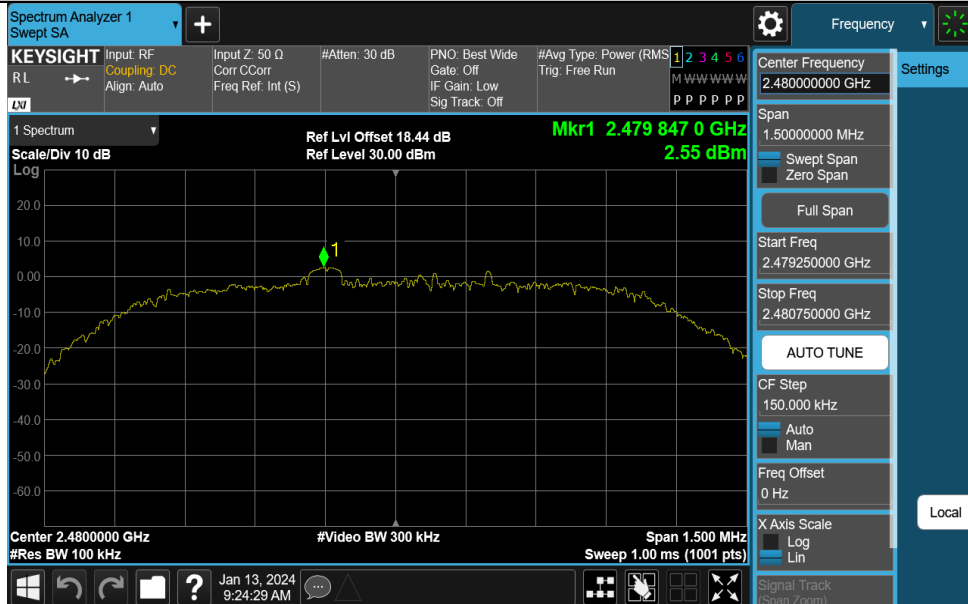 Spectrum Analyzer 1
Swept SA
+
Frequency
KEYSIGHT
RL
LXI
Input: RF
Coupling: DC
Align: Auto
Input Z: 50 Ω
Corr CCorr
Freq Ref: Int (S)
#Atten: 30 dB
PNO: Best Wide
Gate: Off
IF Gain: Low
Sig Track: Off
#Avg Type: Power (RMS
Trig: Free Run
1 2 3 4 5 6
M W W W W W
P P P P P P
1 Spectrum
Scale/Div 10 dB
Log
Ref Lvl Offset 18.44 dB
Ref Level 30.00 dBm
Mkr1 2.479 847 0 GHz
2.55 dBm
20.0
10.0
0.00
-10.0
-20.0
-30.0
-40.0
-50.0
-60.0
1
Center 2.4800000 GHz
#Res BW 100 kHz
#Video BW 300 kHz
Span 1.500 MHz
Sweep 1.00 ms (1001 pts)
Center Frequency
2.480000000 GHz
Settings
Span
1.50000000 MHz
Swept Span
Zero Span
Full Span
Start Freq
2.479250000 GHz
Stop Freq
2.480750000 GHz
AUTO TUNE
CF Step
150.000 kHz
Auto
Man
Freq Offset
0 Hz
Local
X Axis Scale
Log
Lin
Signal Track
(Span Zoom)
?
Jan 13, 2024
9:24:29 AM